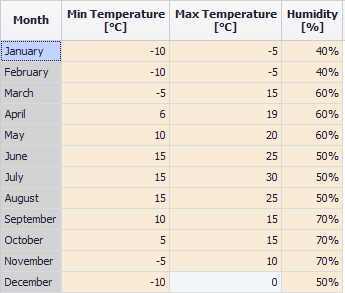 Month Min Temperature [°C] Max Temperature [°C] Humidity [%]
January -10 -5 40%
February -10 -5 40%
March -5 15 60%
April 6 19 60%
May 10 20 60%
June 15 25 50%
July 15 30 50%
August 15 25 50%
September 10 15 70%
October 5 15 70%
November -5 10 70%
December -10 0 50%